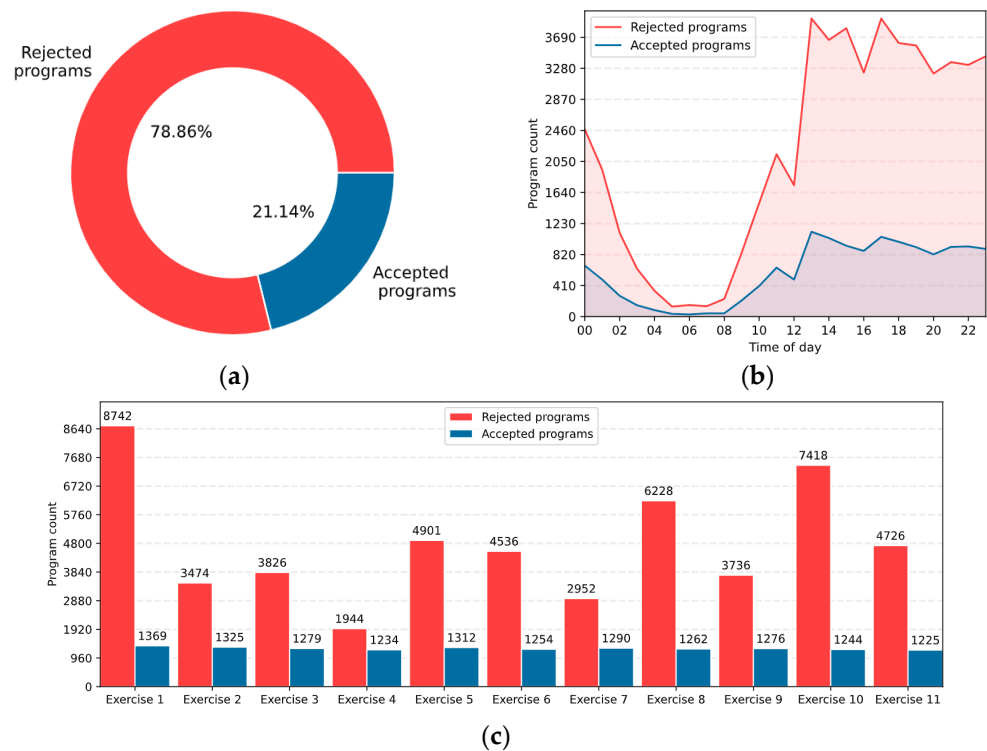 Rejected
programs
78.86%
21.14%
Accepted
programs
(a)
Rejected programs
Accepted programs
Program count
3690
3280
2870
2460
2050
1640
1230
820
410
0
00 02 04 06 08 10 12 14 16 18 20 22
Time of day
(b)
Rejected programs
Accepted programs
Program count
8640
7680
6720
5760
4800
3840
2880
1920
960
0
8742 1369
3474 1325
3826 1279
1944 1234
4901 1312
4536 1254
2952 1290
6228 1262
3736 1276
7418 1244
4726 1225
Exercise 1 Exercise 2 Exercise 3 Exercise 4 Exercise 5 Exercise 6 Exercise 7 Exercise 8 Exercise 9 Exercise 10 Exercise 11
(c)